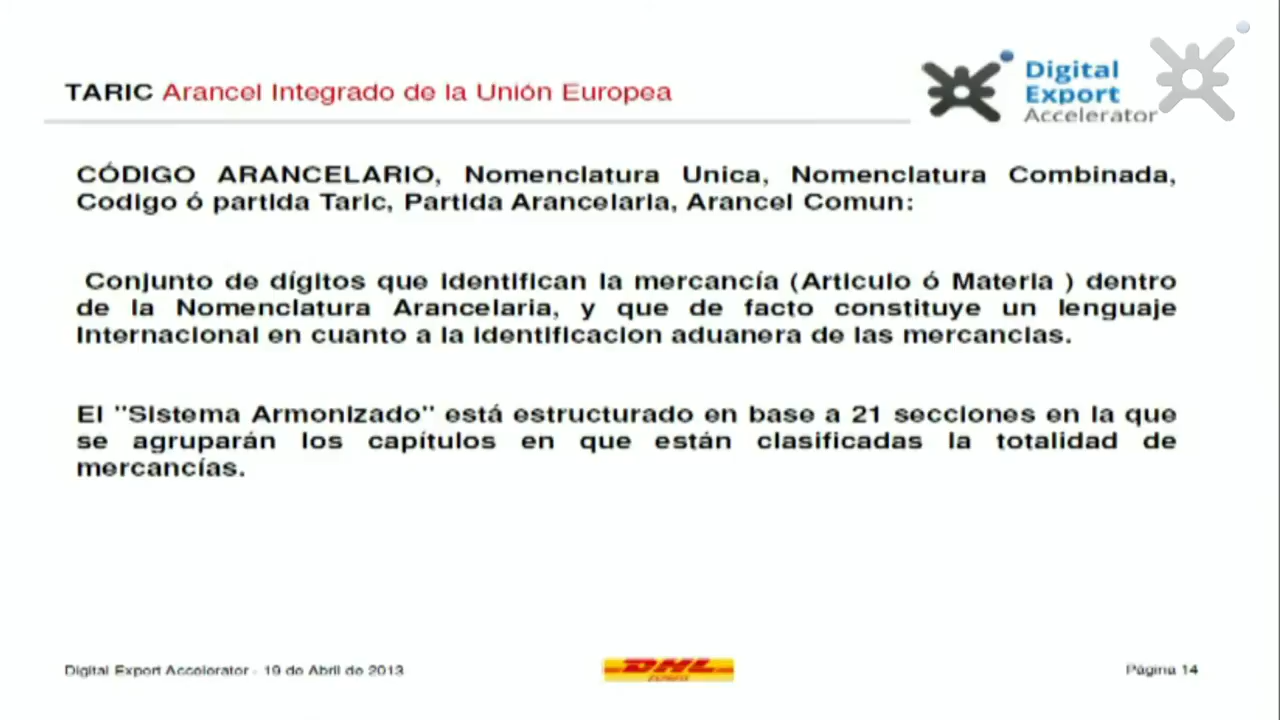 TARIC Arancel Integrado de la Unión Europea
Digital
Export
Accelerator
CÓDIGO ARANCELARIO, Nomenclatura Unica, Nomenclatura Combinada,
Codigo ó partida Taric, Partida Arancelaria, Arancel Comun:
Conjunto de dígitos que identifican la mercancía (Articulo ó Materia ) dentro
de la Nomenclatura Arancelaria, y que de facto constituye un lenguaje
internacional en cuanto a la identificacion aduanera de las mercancias.
El "Sistema Armonizado" está estructurado en base a 21 secciones en la que
se agruparán los capítulos en que están clasificadas la totalidad de
mercancías.
Digital Export Accelerator - 19 de Abril de 2013
DHL
EXPRESS
Página 14